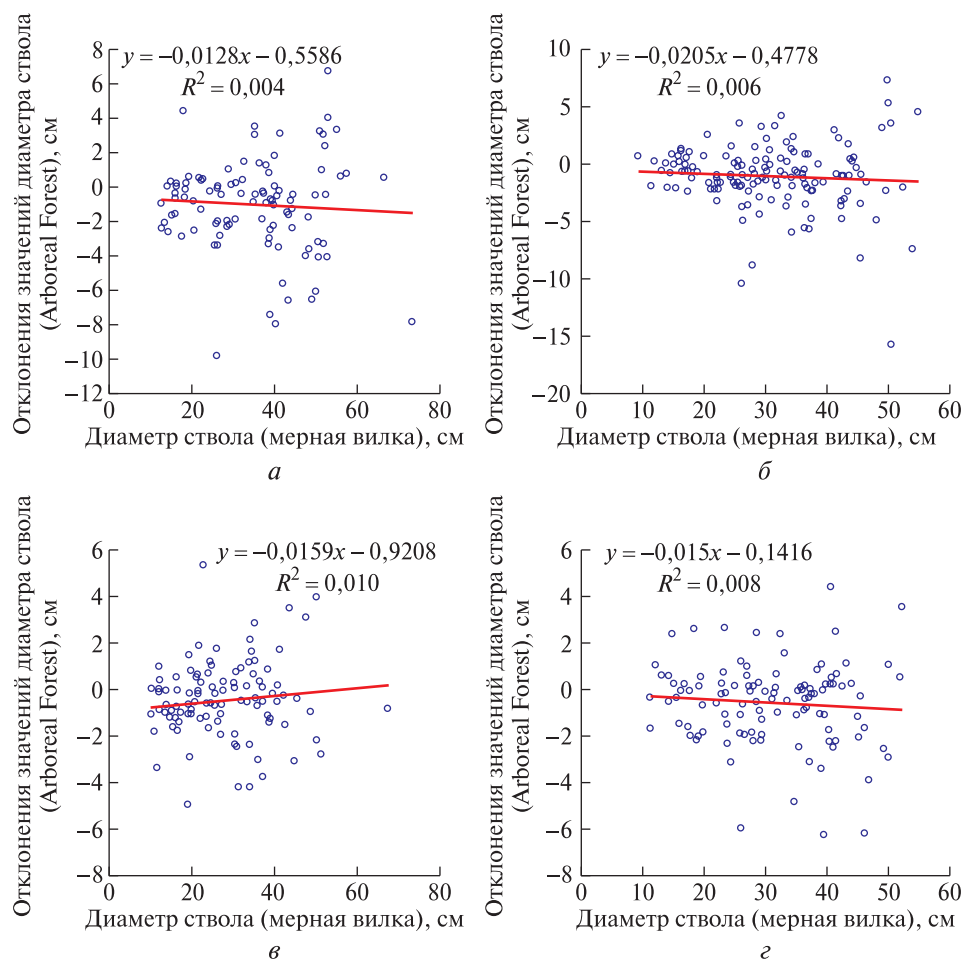 y = −0,0128x − 0,5586
R² = 0,004
8
6
4
2
0
−2
−4
−6
−8
−10
−12
0
20
40
60
80
Отклонения значений диаметра ствола
(Arboreal Forest), см
Диаметр ствола (мерная вилка), см
а
y = −0,0205x − 0,4778
R² = 0,006
10
5
0
−5
−10
−15
−20
0
10
20
30
40
50
60
Отклонения значений диаметра ствола
(Arboreal Forest), см
Диаметр ствола (мерная вилка), см
б
y = −0,0159x − 0,9208
R² = 0,010
6
4
2
0
−2
−4
−6
−8
0
20
40
60
80
Отклонения значений диаметра ствола
(Arboreal Forest), см
Диаметр ствола (мерная вилка), см
в
y = −0,015x − 0,1416
R² = 0,008
6
4
2
0
−2
−4
−6
−8
0
10
20
30
40
50
60
Отклонения значений диаметра ствола
(Arboreal Forest), см
Диаметр ствола (мерная вилка), см
г